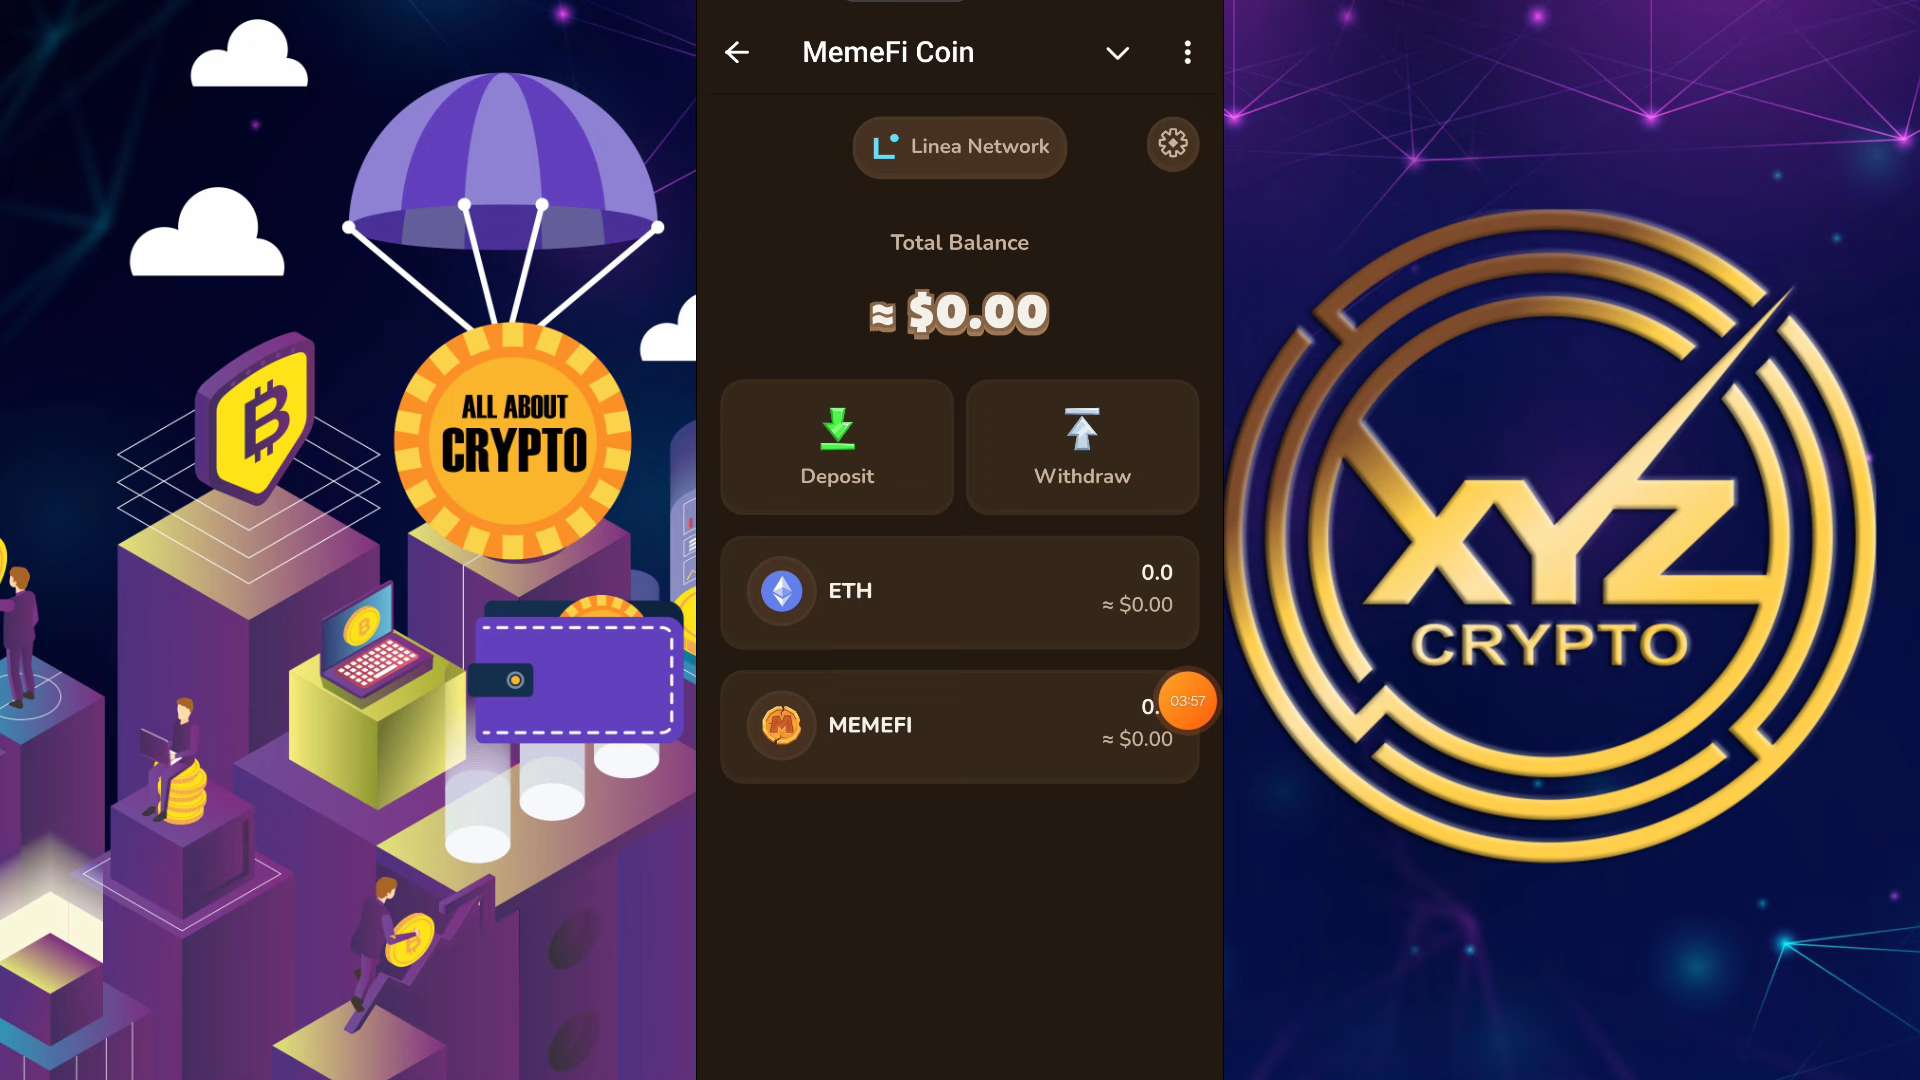 ALL ABOUT
CRYPTO
MemeFi Coin
Linea Network
Total Balance
≈ $0.00
Deposit
Withdraw
ETH
0.0
≈ $0.00
MEMEFI
0.
03:57
≈ $0.00
XYZ
CRYPTO